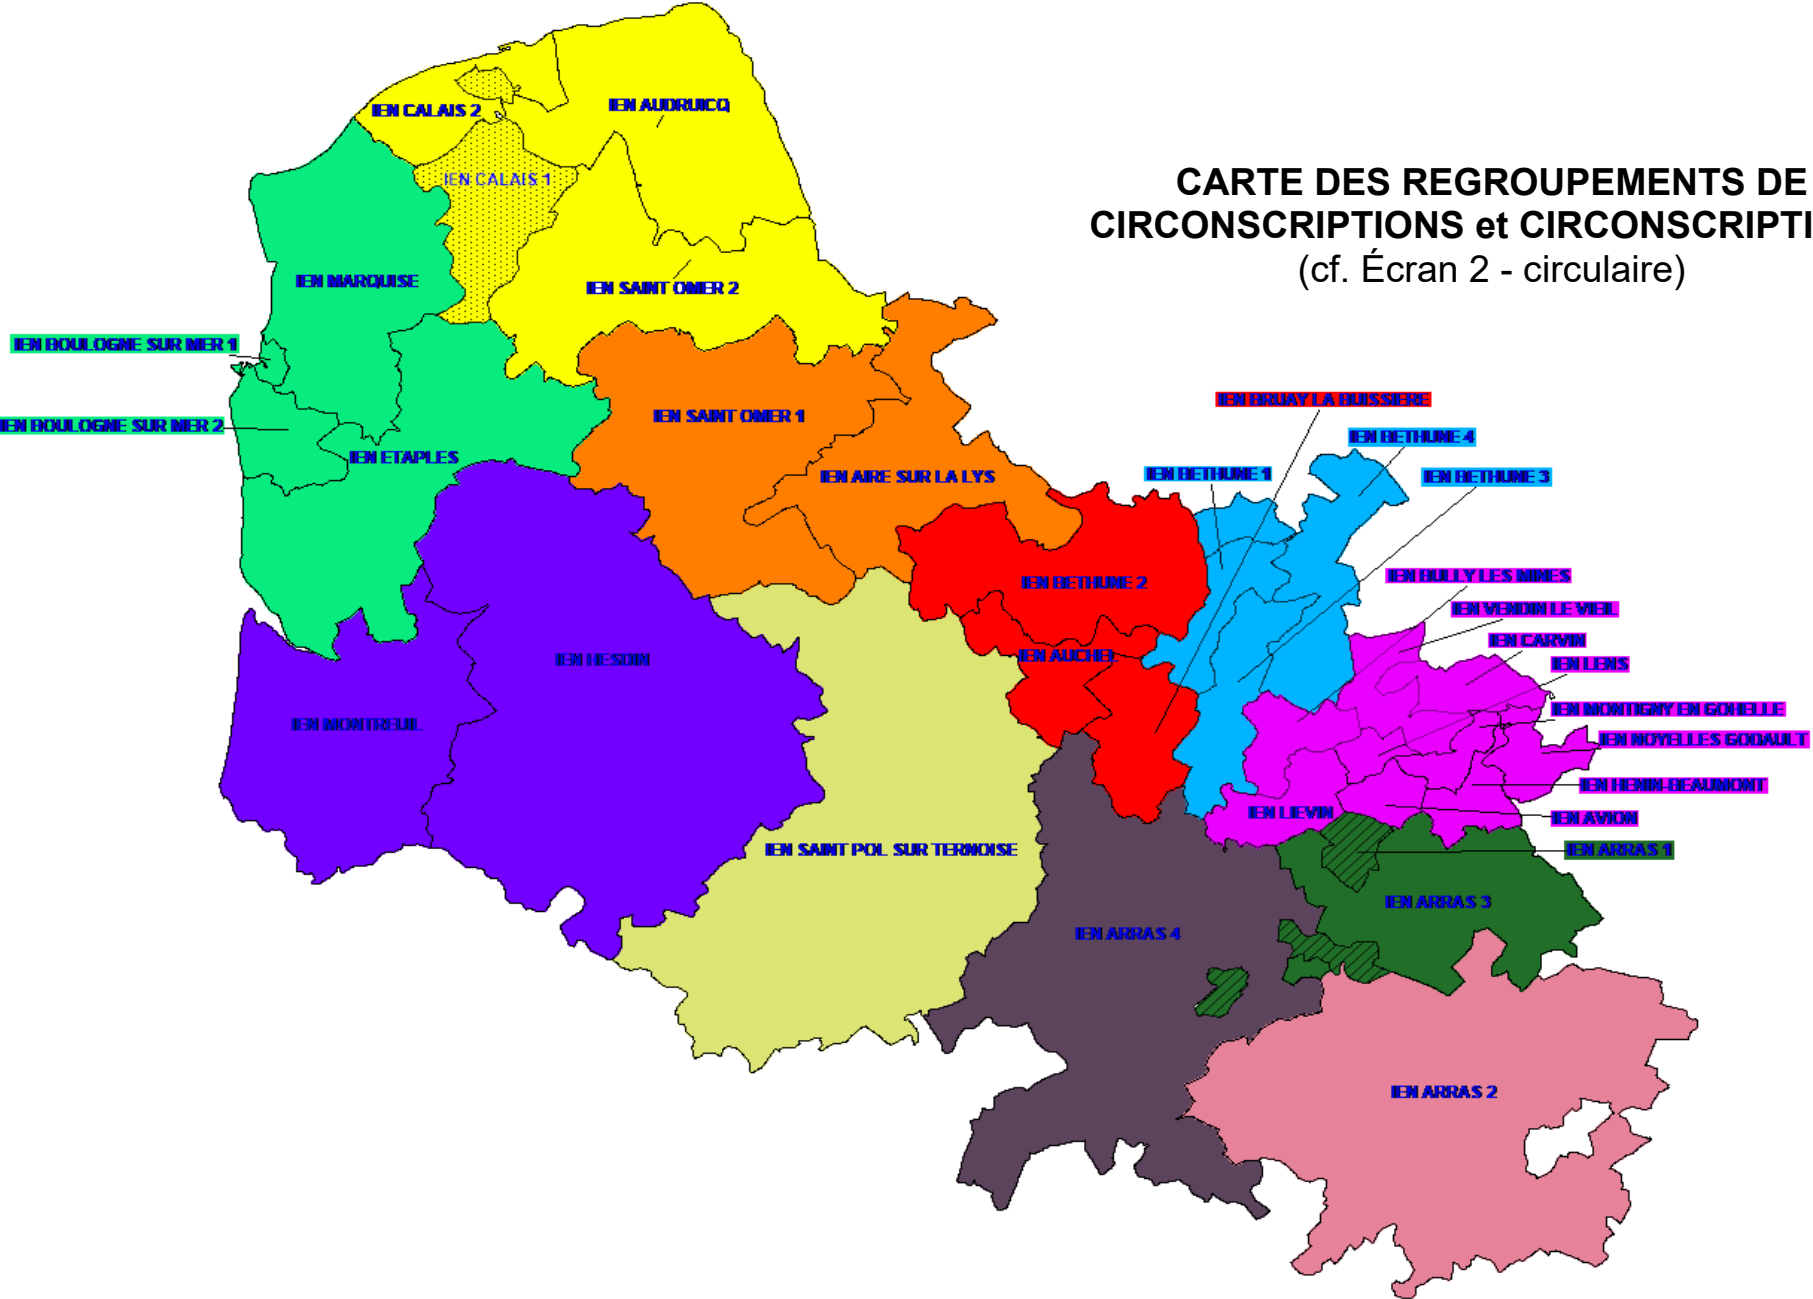 IEN CALAIS 2
IEN AUDRUICQ
IEN CALAIS 1
CARTE DES REGROUPEMENTS DE
CIRCONSCRIPTIONS et CIRCONSCRIPTI
(cf. Écran 2 - circulaire)
IEN MARQUISE
IEN SAINT OMER 2
IEN BOULOGNE SUR MER 1
IEN BRUAY LA BUISSIERE
IEN SAINT OMER 1
IEN BOULOGNE SUR MER 2
IEN BETHUNE 4
IEN ETAPLES
IEN AIRE SUR LA LYS
IEN BETHUNE 1
IEN BETHUNE 3
IEN BETHUNE 2
IEN BULLY LES MINES
IEN VENDIN LE VIEIL
IEN CARVIN
IEN HESDIN
IEN AUCHEL
IEN LENS
IEN MONTIGNY EN GOHELLE
IEN MONTREUIL
IEN NOYELLES GODAULT
IEN HENIN-BEAUMONT
IEN LIEVIN
IEN AVION
IEN SAINT POL SUR TERNOISE
IEN ARRAS 1
IEN ARRAS 3
IEN ARRAS 4
IEN ARRAS 2